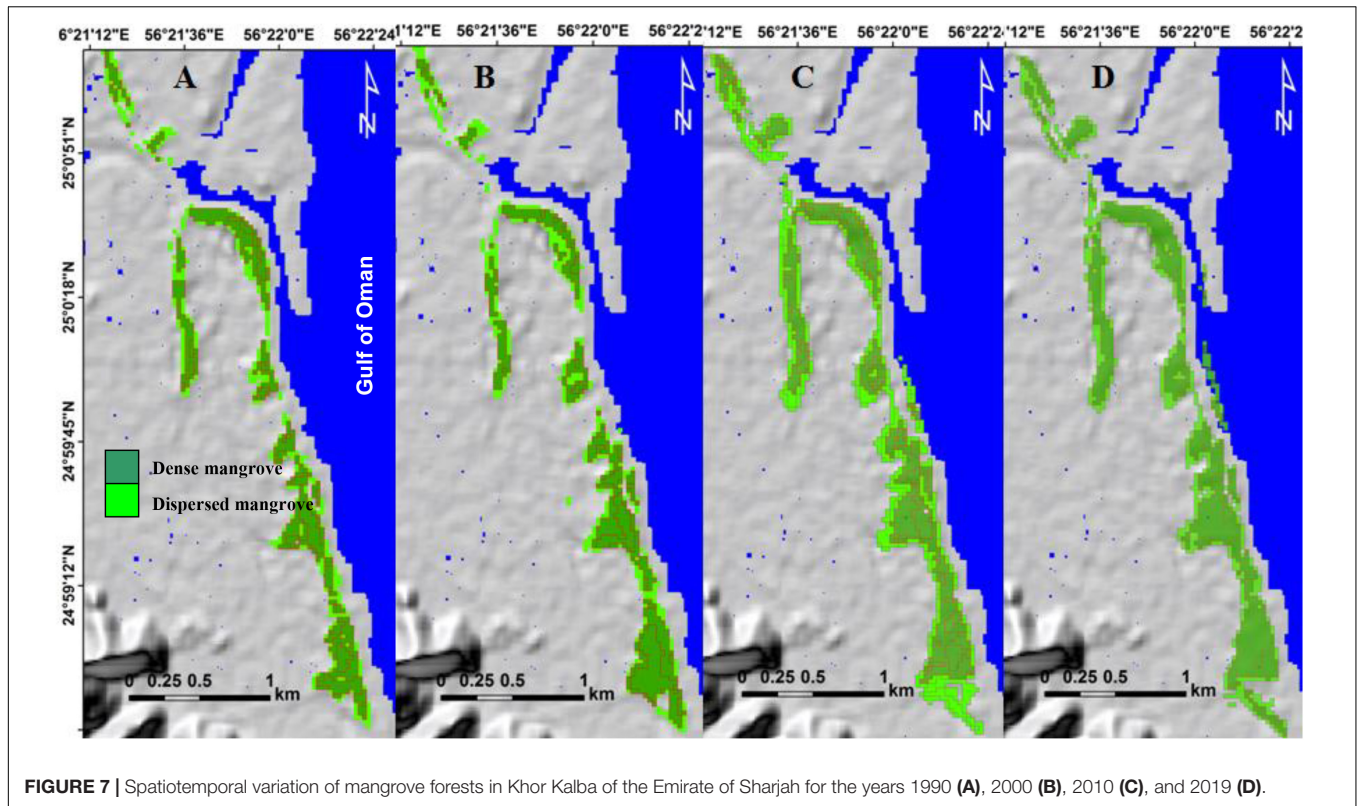 6°21'12"E 56°21'36"E 56°22'0"E 56°22'24
1'12"E 56°21'36"E 56°22'0"E 56°22'24"E
1'12"E 56°21'36"E 56°22'0"E 56°22'24
1'12"E 56°21'36"E 56°22'0"E 56°22'2
A
B
C
D
N
N
N
N
25°0'51"N
25°0'18"N
24°59'45"N
24°59'12"N
Gulf of Oman
Dense mangrove
Dispersed mangrove
0 0.25 0.5 1
km
0 0.25 0.5 1
km
0 0.25 0.5 1
km
0 0.25 0.5 1
km
FIGURE 7 | Spatiotemporal variation of mangrove forests in Khor Kalba of the Emirate of Sharjah for the years 1990 (A), 2000 (B), 2010 (C), and 2019 (D).